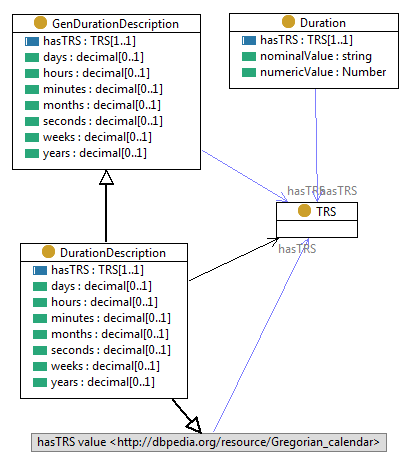 GenDurationDescription
hasTRS : TRS[1..1]
days : decimal[0..1]
hours : decimal[0..1]
minutes : decimal[0..1]
months : decimal[0..1]
seconds : decimal[0..1]
weeks : decimal[0..1]
years : decimal[0..1]
Duration
hasTRS : TRS[1..1]
nominalValue : string
numericValue : Number
hasTRS
hasTRS
TRS
hasTRS
DurationDescription
hasTRS : TRS[1..1]
days : decimal[0..1]
hours : decimal[0..1]
minutes : decimal[0..1]
months : decimal[0..1]
seconds : decimal[0..1]
weeks : decimal[0..1]
years : decimal[0..1]
hasTRS value <http://dbpedia.org/resource/Gregorian_calendar>